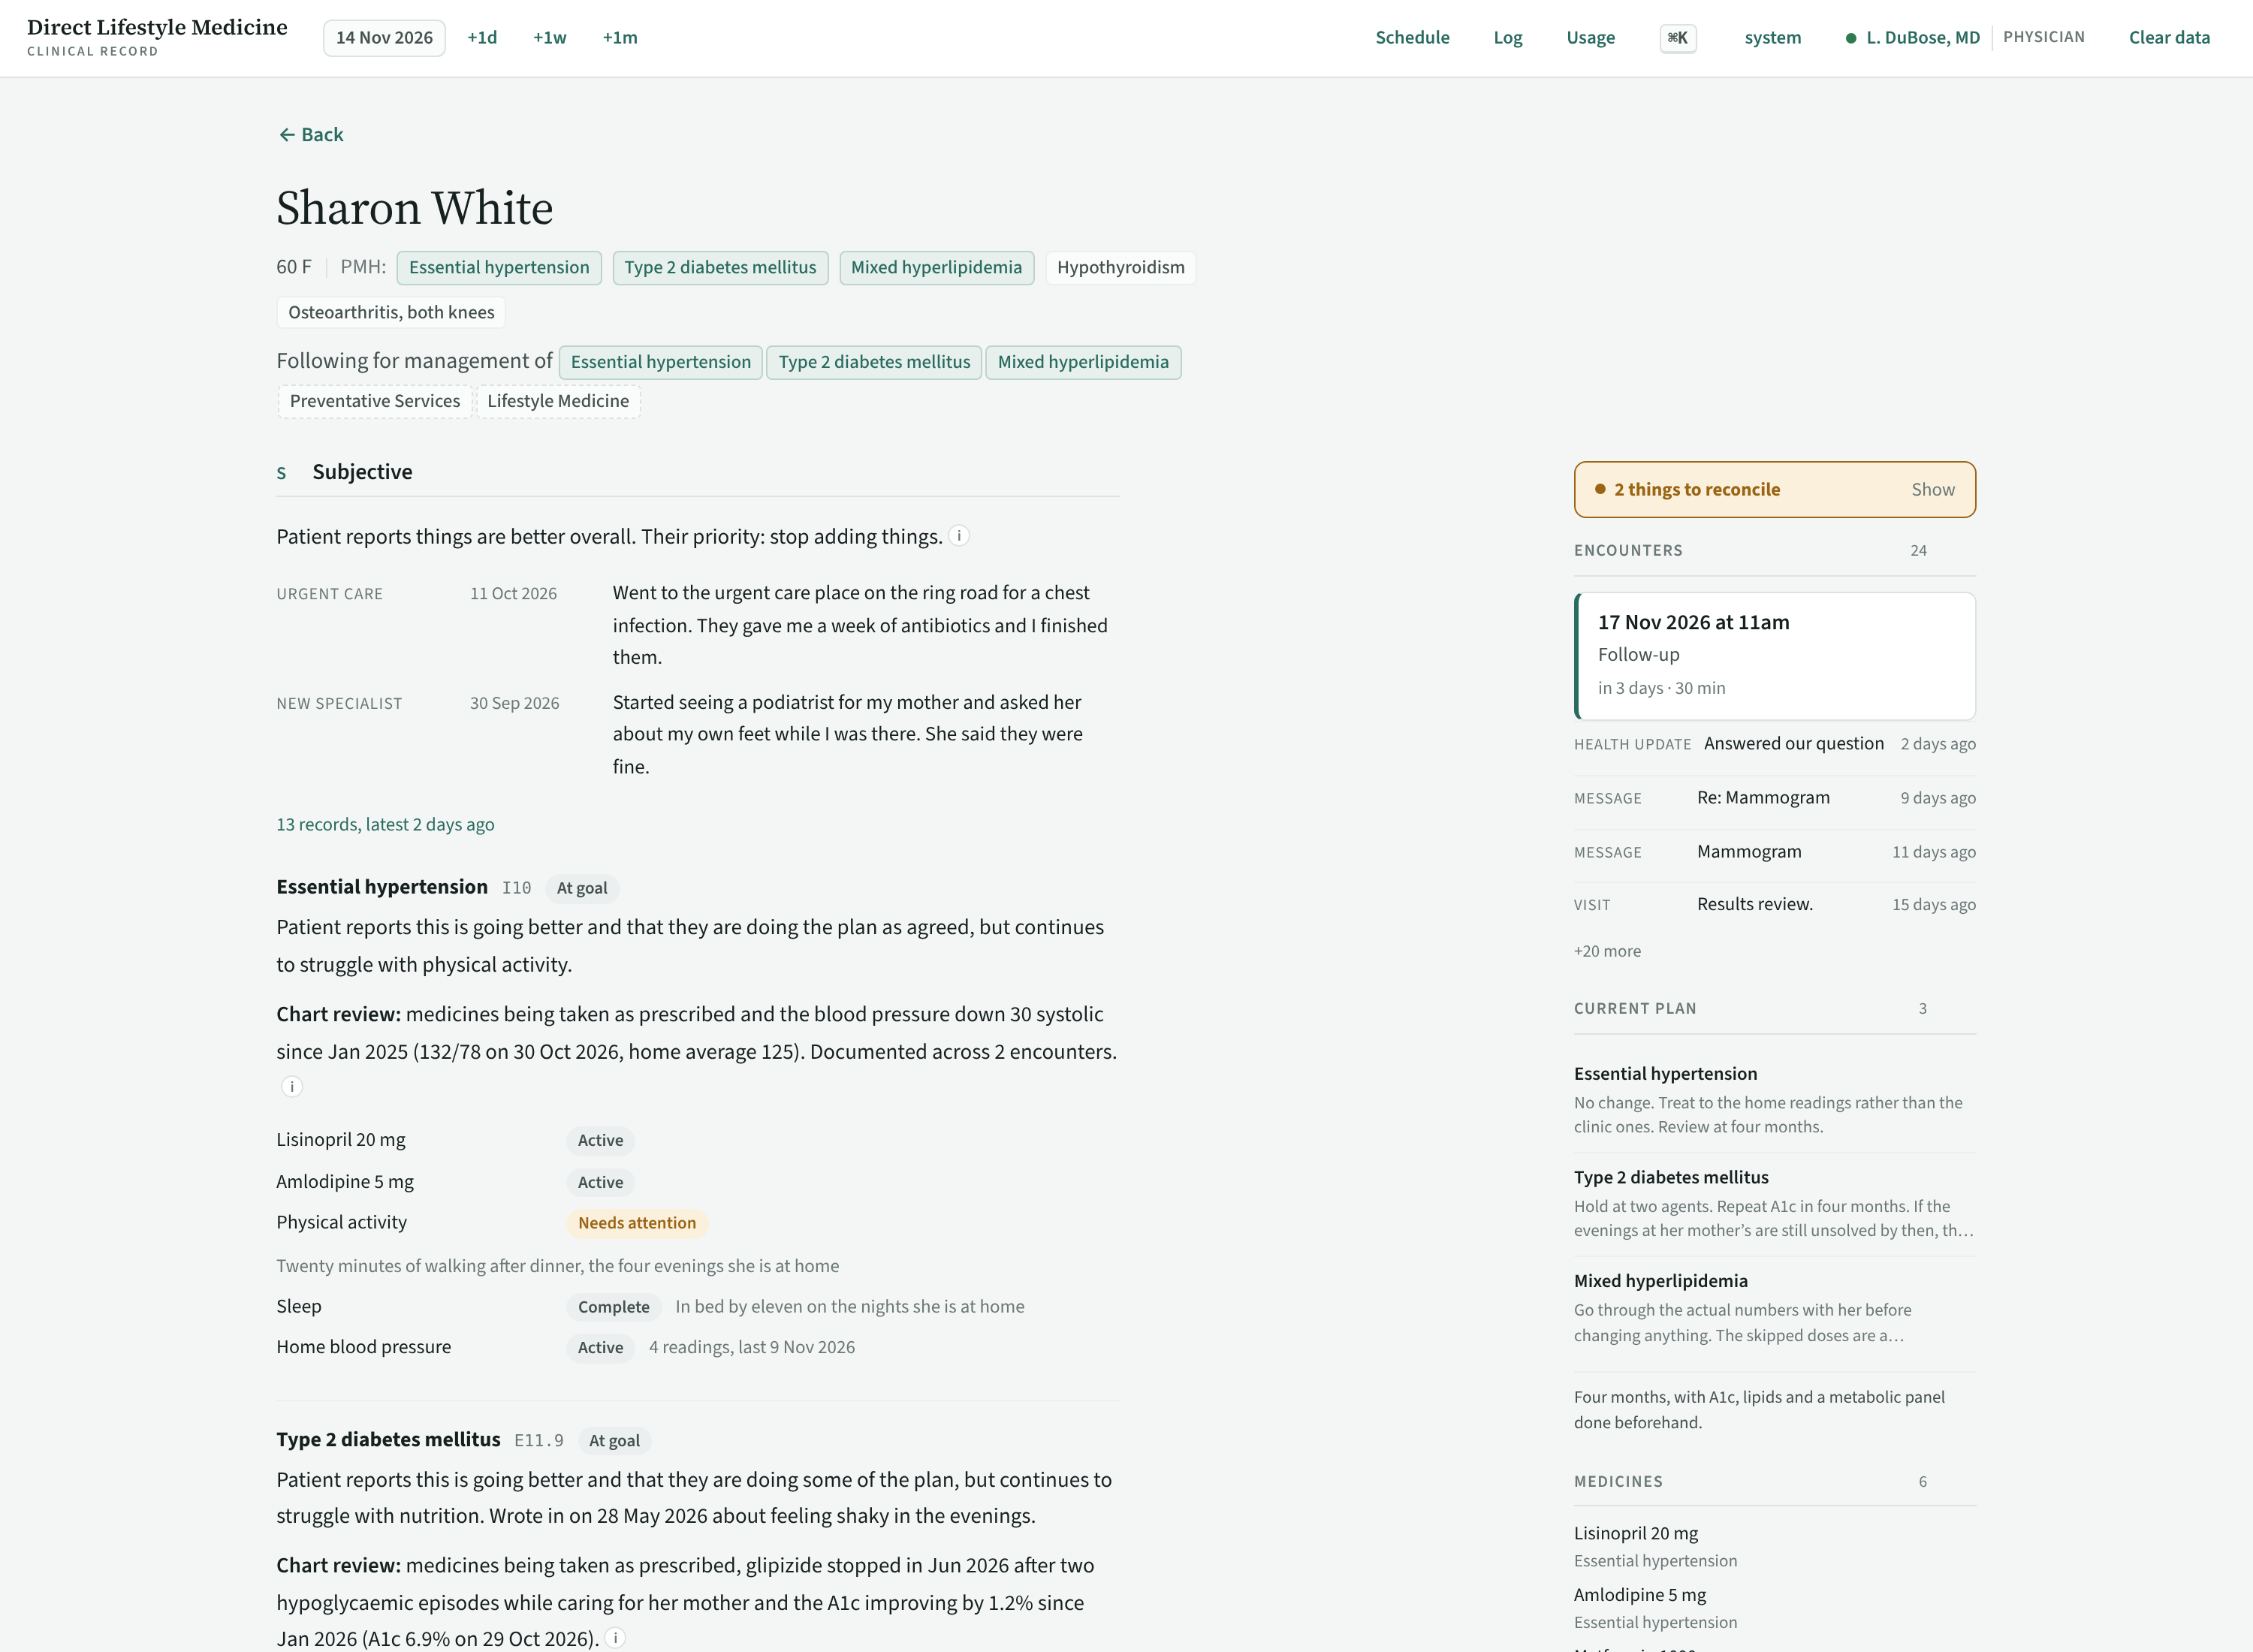 Direct Lifestyle Medicine
CLINICAL RECORD
14 Nov 2026 +1d +1w +1m
Schedule Log Usage ⌘K system L. DuBose, MD PHYSICIAN Clear data
← Back
Sharon White
60 F PMH: Essential hypertension Type 2 diabetes mellitus Mixed hyperlipidemia Hypothyroidism
Osteoarthritis, both knees
Following for management of Essential hypertension Type 2 diabetes mellitus Mixed hyperlipidemia
Preventative Services Lifestyle Medicine
S Subjective
Patient reports things are better overall. Their priority: stop adding things. i
URGENT CARE 11 Oct 2026 Went to the urgent care place on the ring road for a chest
infection. They gave me a week of antibiotics and I finished
them.
NEW SPECIALIST 30 Sep 2026 Started seeing a podiatrist for my mother and asked her
about my own feet while I was there. She said they were
fine.
13 records, latest 2 days ago
Essential hypertension I10 At goal
Patient reports this is going better and that they are doing the plan as agreed, but continues
to struggle with physical activity.
Chart review: medicines being taken as prescribed and the blood pressure down 30 systolic
since Jan 2025 (132/78 on 30 Oct 2026, home average 125). Documented across 2 encounters.
i
Lisinopril 20 mg Active
Amlodipine 5 mg Active
Physical activity Needs attention
Twenty minutes of walking after dinner, the four evenings she is at home
Sleep Complete In bed by eleven on the nights she is at home
Home blood pressure Active 4 readings, last 9 Nov 2026
Type 2 diabetes mellitus E11.9 At goal
Patient reports this is going better and that they are doing some of the plan, but continues to
struggle with nutrition. Wrote in on 28 May 2026 about feeling shaky in the evenings.
Chart review: medicines being taken as prescribed, glipizide stopped in Jun 2026 after two
hypoglycaemic episodes while caring for her mother and the A1c improving by 1.2% since
Jan 2026 (A1c 6.9% on 29 Oct 2026). i
2 things to reconcile Show
ENCOUNTERS 24
17 Nov 2026 at 11am
Follow-up
in 3 days · 30 min
HEALTH UPDATE Answered our question 2 days ago
MESSAGE Re: Mammogram 9 days ago
MESSAGE Mammogram 11 days ago
VISIT Results review. 15 days ago
+20 more
CURRENT PLAN 3
Essential hypertension
No change. Treat to the home readings rather than the
clinic ones. Review at four months.
Type 2 diabetes mellitus
Hold at two agents. Repeat A1c in four months. If the
evenings at her mother’s are still unsolved by then, th…
Mixed hyperlipidemia
Go through the actual numbers with her before
changing anything. The skipped doses are a…
Four months, with A1c, lipids and a metabolic panel
done beforehand.
MEDICINES 6
Lisinopril 20 mg
Essential hypertension
Amlodipine 5 mg
Essential hypertension